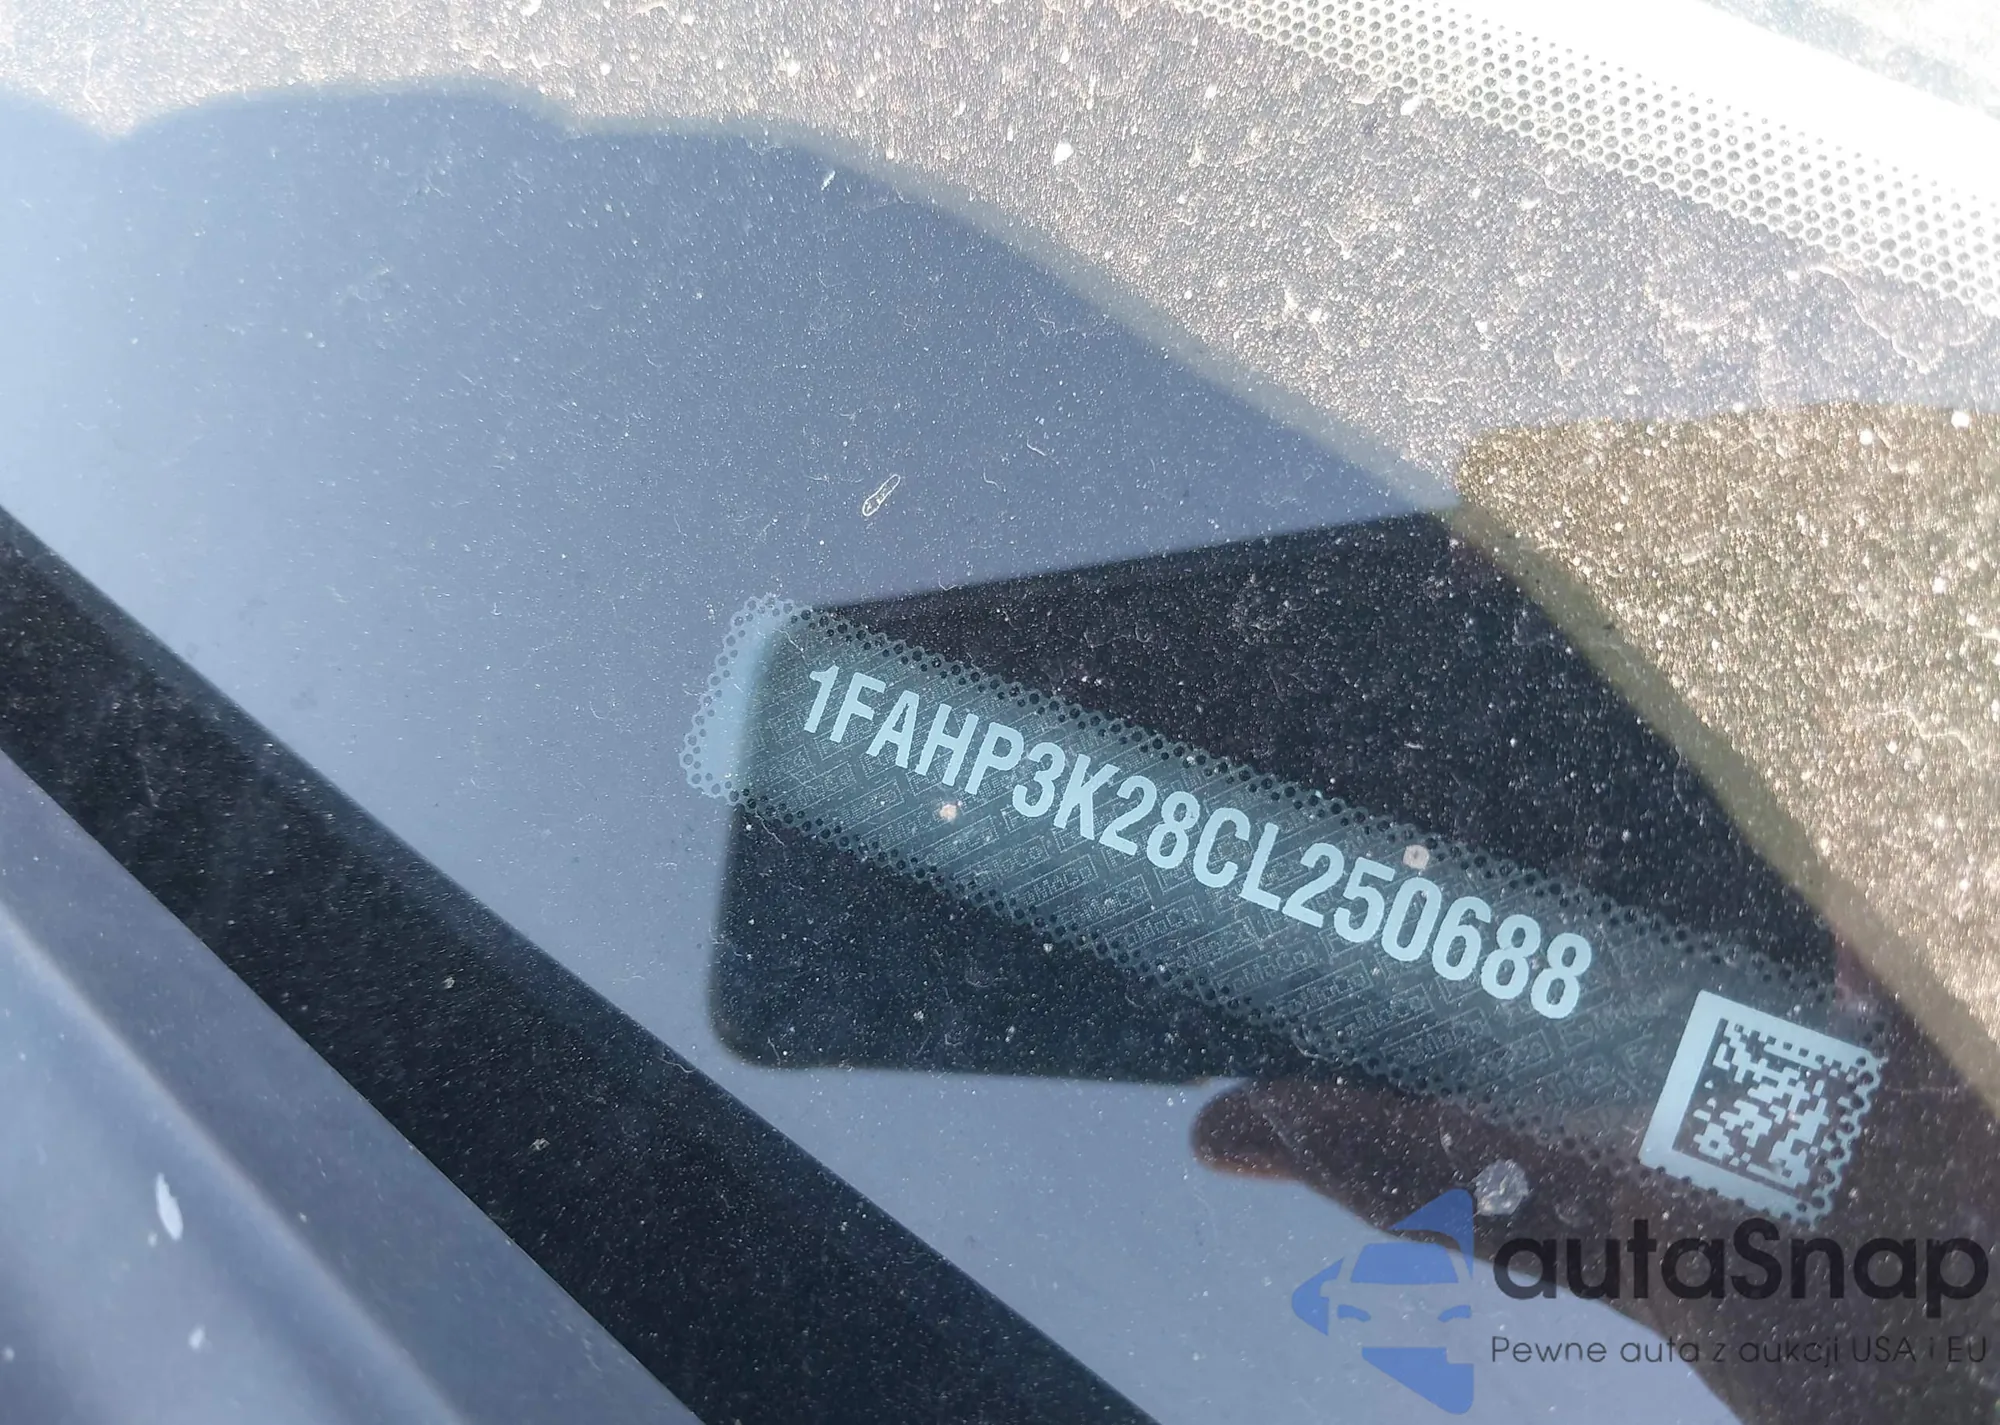 1FAHP3K28CL250688
autaSnap
Pewne auta z aukcji USA i EU